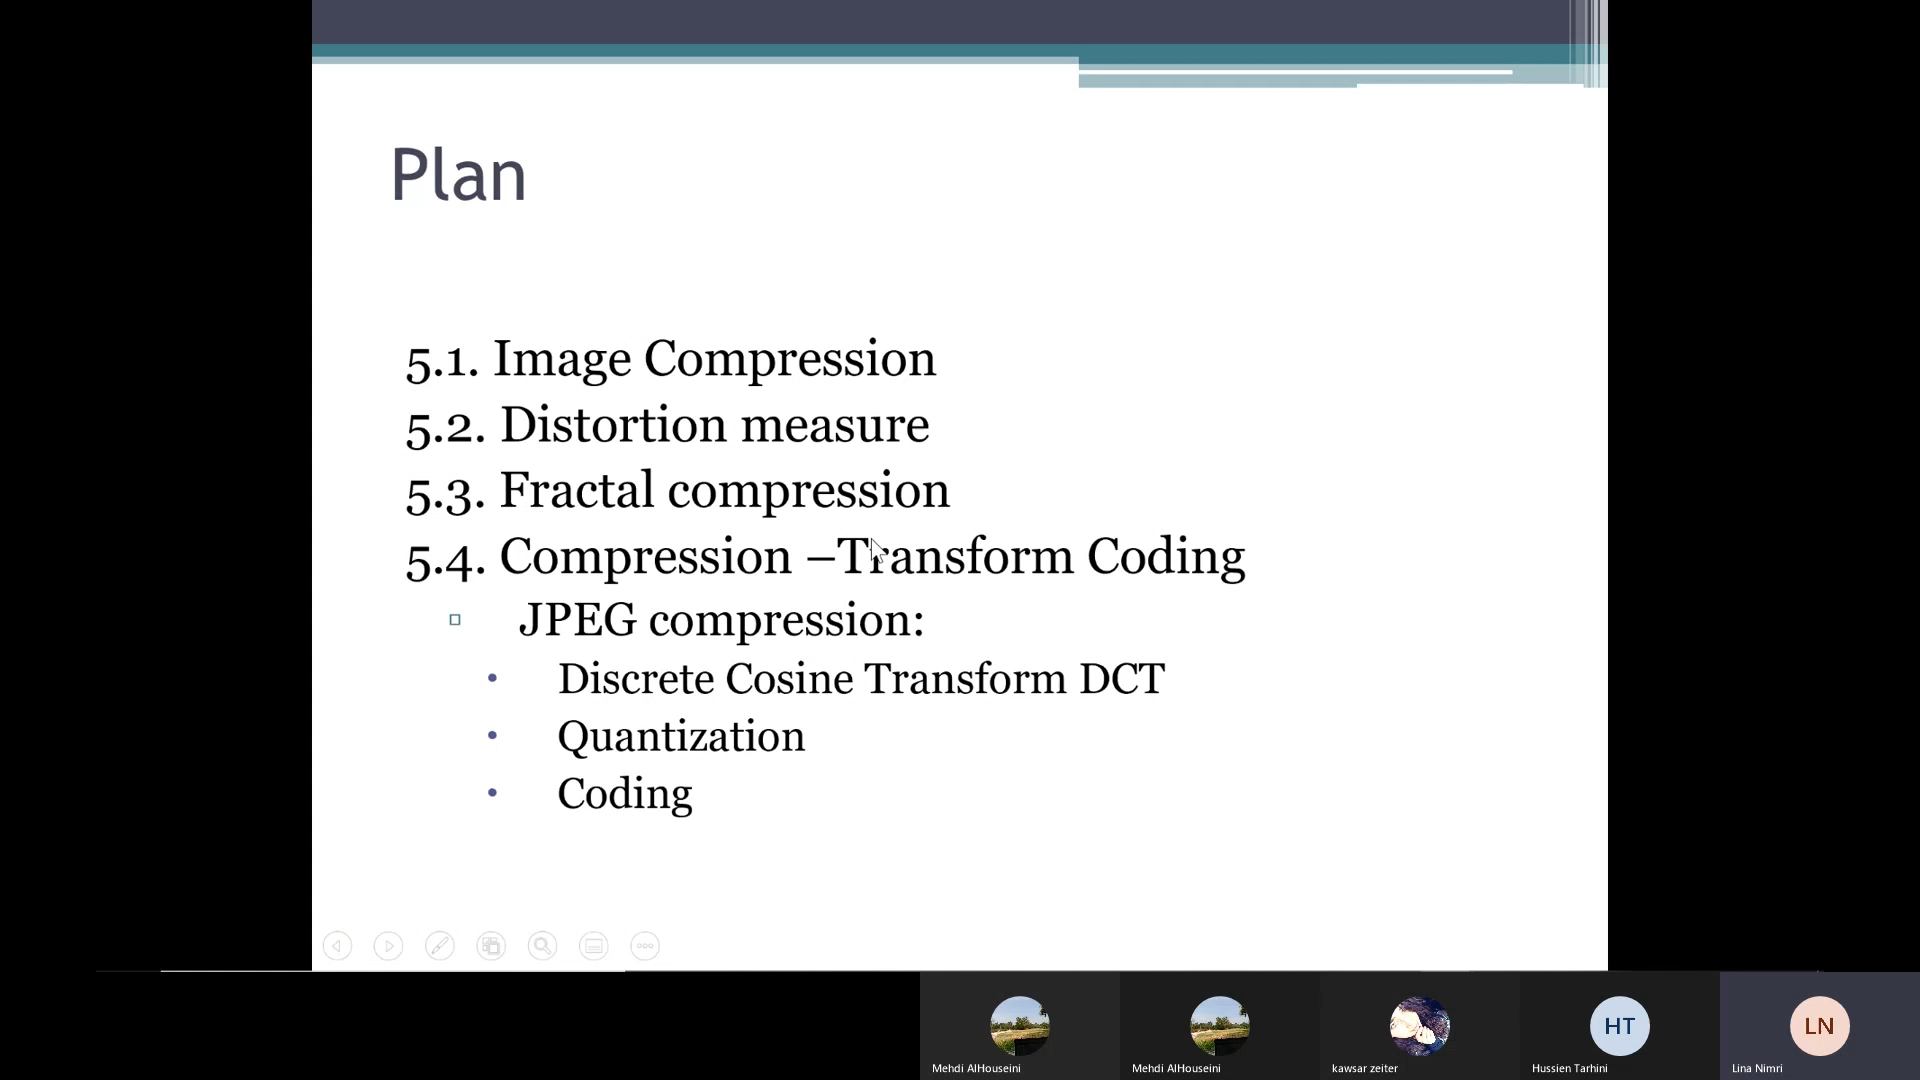 Plan
5.1. Image Compression
5.2. Distortion measure
5.3. Fractal compression
5.4. Compression –Transform Coding
JPEG compression:
Discrete Cosine Transform DCT
Quantization
Coding
HT
LN
Mehdi AlHouseini
Mehdi AlHouseini
kawsar zeiter
Hussien Tarhini
Lina Nimri